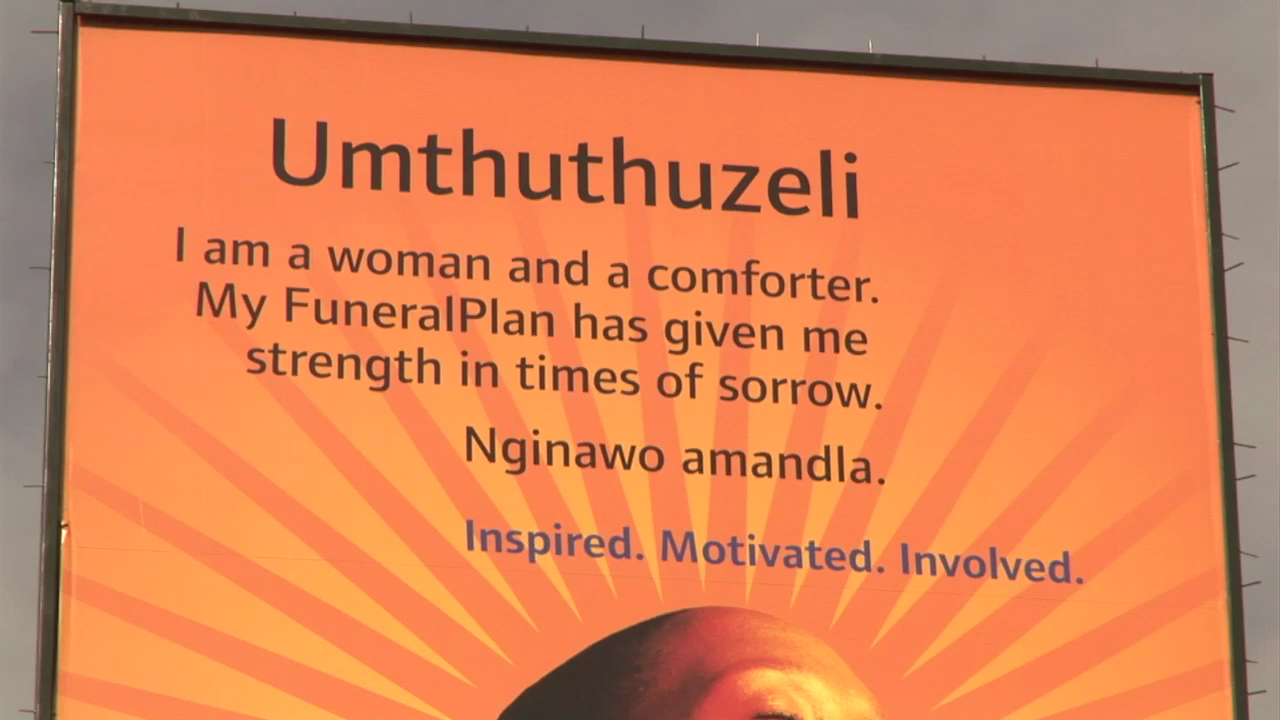 Umthuthuzeli
I am a woman and a comforter.
My FuneralPlan has given me
strength in times of sorrow.
Nginawo amandla.
Inspired. Motivated. Involved.